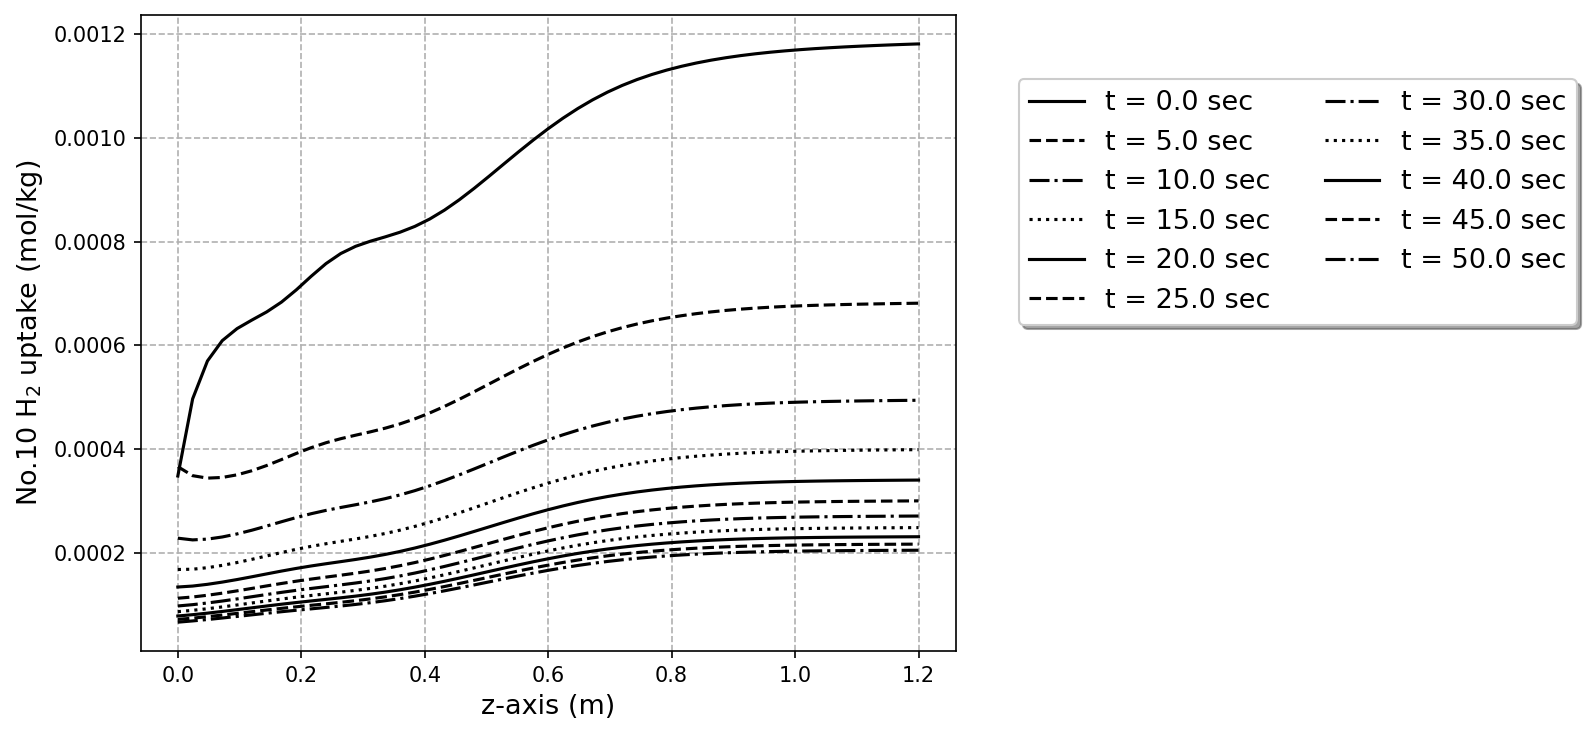 0.0012
0.0010
0.0008
0.0006
0.0004
0.0002
No.10 H₂ uptake (mol/kg)
0.0 0.2 0.4 0.6 0.8 1.0 1.2
z-axis (m)
t = 0.0 sec
t = 5.0 sec
t = 10.0 sec
t = 15.0 sec
t = 20.0 sec
t = 25.0 sec
t = 30.0 sec
t = 35.0 sec
t = 40.0 sec
t = 45.0 sec
t = 50.0 sec